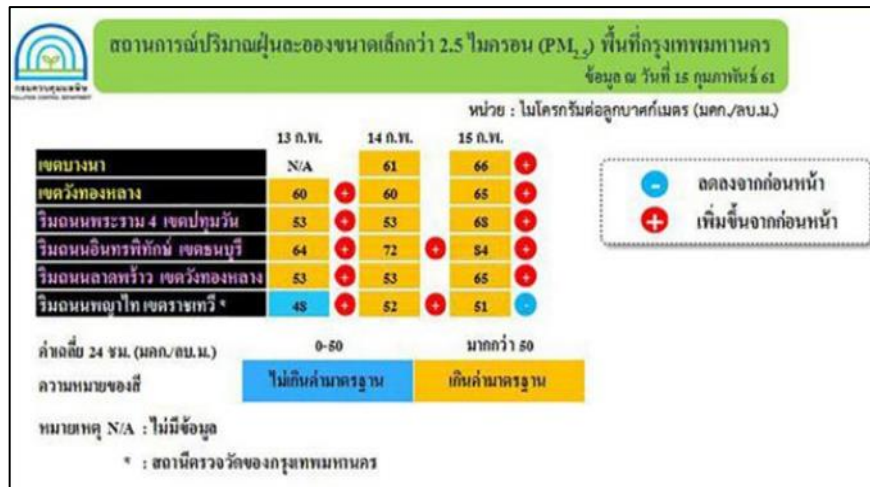 สถานการณ์ปริมาณฝุ่นละอองขนาดเล็กกว่า 2.5 ไมครอน (PM2.5) พื้นที่กรุงเทพมหานคร
ข้อมูล ณ วันที่ 15 กุมภาพันธ์ 61
กรมควบคุมมลพิษ
POLLUTION CONTROL DEPARTMENT
หน่วย : ไมโครกรัมต่อลูกบาศก์เมตร (มคก./ลบ.ม.)
13 ก.พ. 14 ก.พ. 15 ก.พ.
เขตบางนา N/A 61 66 +
เขตวังทองหลาง 60 + 60 65 +
ริมถนนพระราม 4 เขตปทุมวัน 53 + 53 68 +
ริมถนนอินทรพิทักษ์ เขตธนบุรี 64 + 72 + 84 +
ริมถนนลาดพร้าว เขตวังทองหลาง 53 + 53 65 +
ริมถนนพญาไท เขตราชเทวี * 48 + 52 + 51 -
- ลดลงจากก่อนหน้า
+ เพิ่มขึ้นจากก่อนหน้า
ค่าเฉลี่ย 24 ชม. (มคก./ลบ.ม.) 0-50 มากกว่า 50
ความหมายของสี ไม่เกินค่ามาตรฐาน เกินค่ามาตรฐาน
หมายเหตุ N/A : ไม่มีข้อมูล
* : สถานีตรวจวัดของกรุงเทพมหานคร